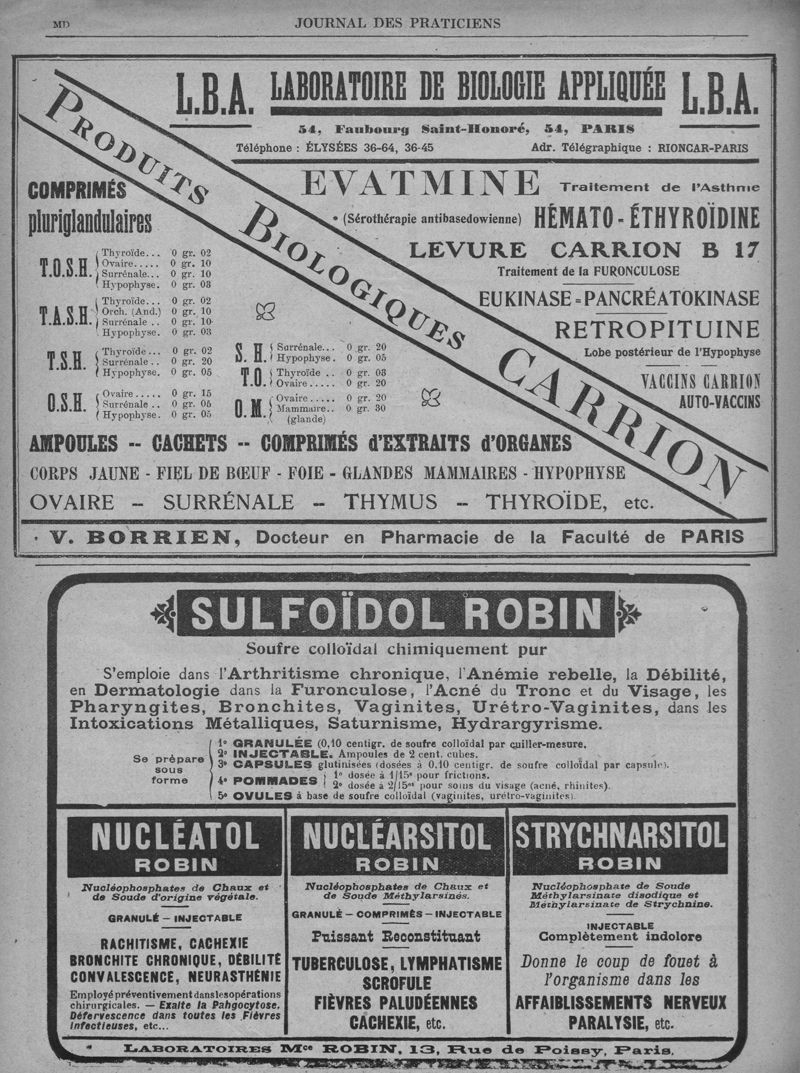 MD
JOURNAL DES PRATICIENS
L.B.A. LABORATOIRE DE BIOLOGIE APPLIQUÉE L.B.A.
54, Faubourg Saint-Honoré, 54, PARIS
Téléphone : ÉLYSÉES 36-64, 36-45 Adr. Télégraphique : RIONCAR-PARIS
PRODUITS BIOLOGIQUES CARRION
COMPRIMÉS
pluriglandulaires
T.O.S.H.
Thyroïde... 0 gr. 02
Ovaire..... 0 gr. 10
Surrénale... 0 gr. 10
Hypophyse. 0 gr. 03
T.A.S.H.
Thyroïde... 0 gr. 02
Orch. (And.) 0 gr. 10
Surrénale .. 0 gr. 10
Hypophyse. 0 gr. 03
T.S.H.
Thyroïde ... 0 gr. 02
Surrénale .. 0 gr. 20
Hypophyse. 0 gr. 05
O.S.H.
Ovaire..... 0 gr. 15
Surrénale .. 0 gr. 05
Hypophyse. 0 gr. 05
S. H.
Surrénale... 0 gr. 20
Hypophyse. 0 gr. 05
T.O.
Thyroïde ... 0 gr. 03
Ovaire..... 0 gr. 20
O.M.
Ovaire..... 0 gr. 20
Mammaire.. 0 gr. 30
(glande)
EVATMINE Traitement de l'Asthme
(Sérothérapie antibasedowienne) HÉMATO-ÉTHYROÏDINE
LEVURE CARRION B 17
Traitement de la FURONCULOSE
EUKINASE=PANCRÉATOKINASE
RETROPITUINE
Lobe postérieur de l'Hypophyse
VACCINS CARRION
AUTO-VACCINS
AMPOULES -- CACHETS -- COMPRIMÉS d'EXTRAITS d'ORGANES
CORPS JAUNE - FIEL DE BŒUF - FOIE - GLANDES MAMMAIRES - HYPOPHYSE
OVAIRE – SURRÉNALE – THYMUS – THYROÏDE, etc.
V. BORRIEN, Docteur en Pharmacie de la Faculté de PARIS
SULFOÏDOL ROBIN
Soufre colloïdal chimiquement pur
S'emploie dans l'Arthritisme chronique, l'Anémie rebelle, la Débilité,
en Dermatologie dans la Furonculose, l'Acné du Tronc et du Visage, les
Pharyngites, Bronchites, Vaginites, Urétro-Vaginites, dans les
Intoxications Métalliques, Saturnisme, Hydrargyrisme.
Se prépare
sous
forme
1° GRANULÉE (0,10 centigr. de soufre colloïdal par cuiller-mesure.
2° INJECTABLE. Ampoules de 2 cent. cubes.
3° CAPSULES glutinisées (dosées à 0,10 centigr. de soufre colloïdal par capsule).
4° POMMADES
1° dosée à 1/15e pour frictions.
2° dosée à 2/15es pour soins du visage (acné, rhinites).
5° OVULES à base de soufre colloïdal (vaginites, urétro-vaginites).
NUCLÉATOL
ROBIN
Nucléophosphates de Chaux et
de Soude d'origine végétale.
GRANULÉ – INJECTABLE
RACHITISME, CACHEXIE
BRONCHITE CHRONIQUE, DÉBILITÉ
CONVALESCENCE, NEURASTHÉNIE
Employé préventivement dans les opérations
chirurgicales. — Exalte la Pahgocytose.
Défervescence dans toutes les Fièvres
Infectieuses, etc...
NUCLÉARSITOL
ROBIN
Nucléophosphates de Chaux et
de Soude Méthylarsinés.
GRANULÉ – COMPRIMÉS – INJECTABLE
Puissant Reconstituant
TUBERCULOSE, LYMPHATISME
SCROFULE
FIÈVRES PALUDÉENNES
CACHEXIE, etc.
STRYCHNARSITOL
ROBIN
Nucléophosphate de Soude
Méthylarsinate disodique et
Méthylarsinate de Strychnine.
INJECTABLE
Complètement indolore
Donne le coup de fouet à
l'organisme dans les
AFFAIBLISSEMENTS NERVEUX
PARALYSIE, etc.
LABORATOIRES Mce ROBIN, 13, Rue de Poissy, Paris.